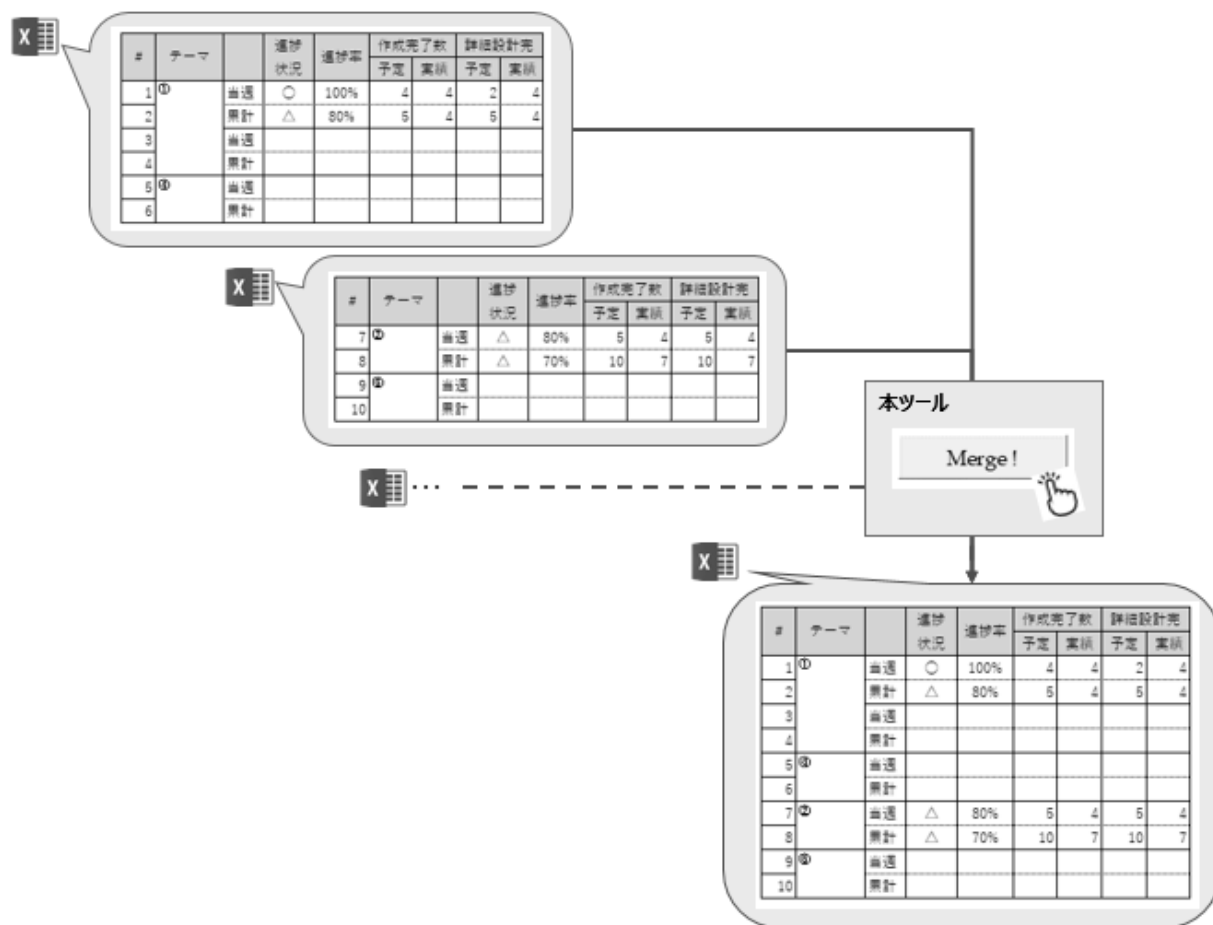 # テーマ 進捗状況 進捗率 作成完了数 詳細設計完
予定 実績 予定 実績
1 ① 当週 ○ 100% 4 4 2 4
2 累計 △ 80% 5 4 5 4
3 当週
4 累計
5 当週
6 累計
# テーマ 進捗状況 進捗率 作成完了数 詳細設計完
予定 実績 予定 実績
7 ② 当週 △ 80% 5 4 5 4
8 累計 △ 70% 10 7 10 7
9 当週
10 累計
本ツール
Merge !
…
# テーマ 進捗状況 進捗率 作成完了数 詳細設計完
予定 実績 予定 実績
1 ① 当週 ○ 100% 4 4 2 4
2 累計 △ 80% 5 4 5 4
3 当週
4 累計
5 当週
6 累計
7 ② 当週 △ 80% 5 4 5 4
8 累計 △ 70% 10 7 10 7
9 当週
10 累計